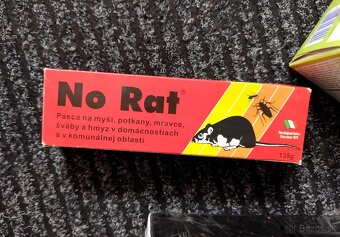 No Rat®
Pasca na myši, potkany, mravce,
šváby a hmyz v domácnostiach
a v komunálnej oblasti
135g